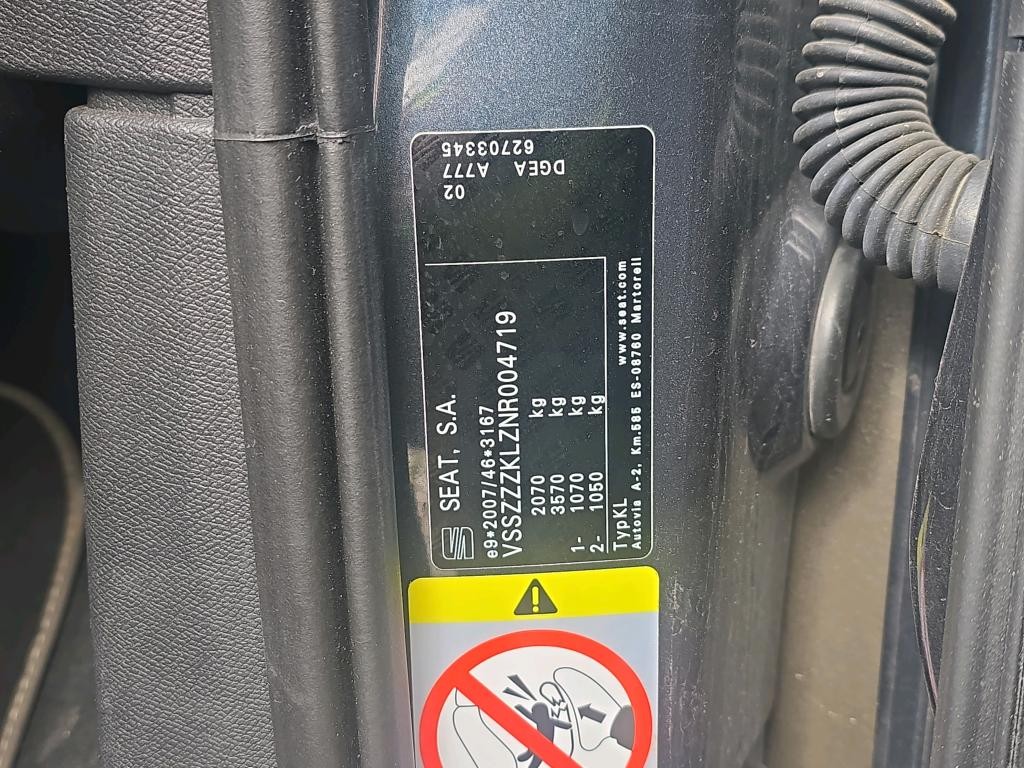 SEAT, S.A.
e9*2007/46*3167
VSSZZZKLZNR004719
2070 kg
3570 kg
1- 1070 kg
2- 1050 kg
TypKL
www.seat.com
Autovia A-2, Km.585 ES-08760 Martorell
02 A777 62703345
DGEA